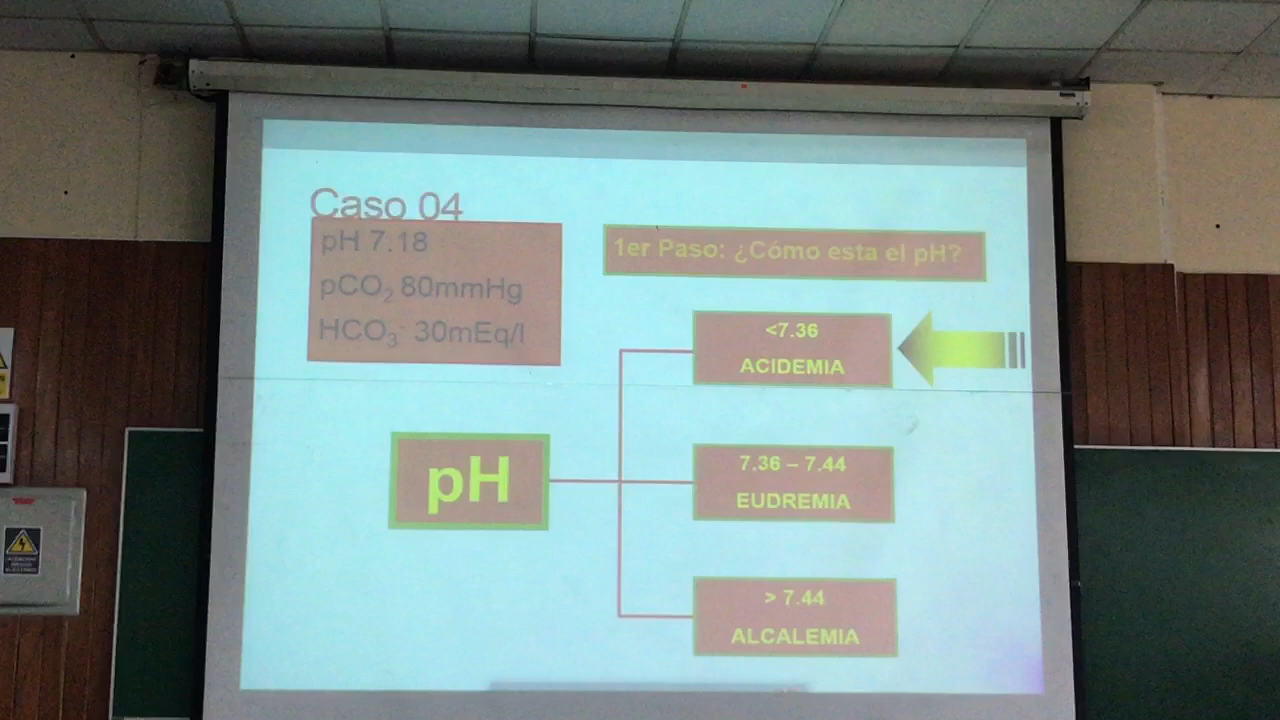 Caso 04
pH 7.18
pCO₂ 80mmHg
HCO₃⁻ 30mEq/l
1er Paso: ¿Cómo esta el pH?
<7.36
ACIDEMIA
pH
7.36 – 7.44
EUDREMIA
> 7.44
ALCALEMIA